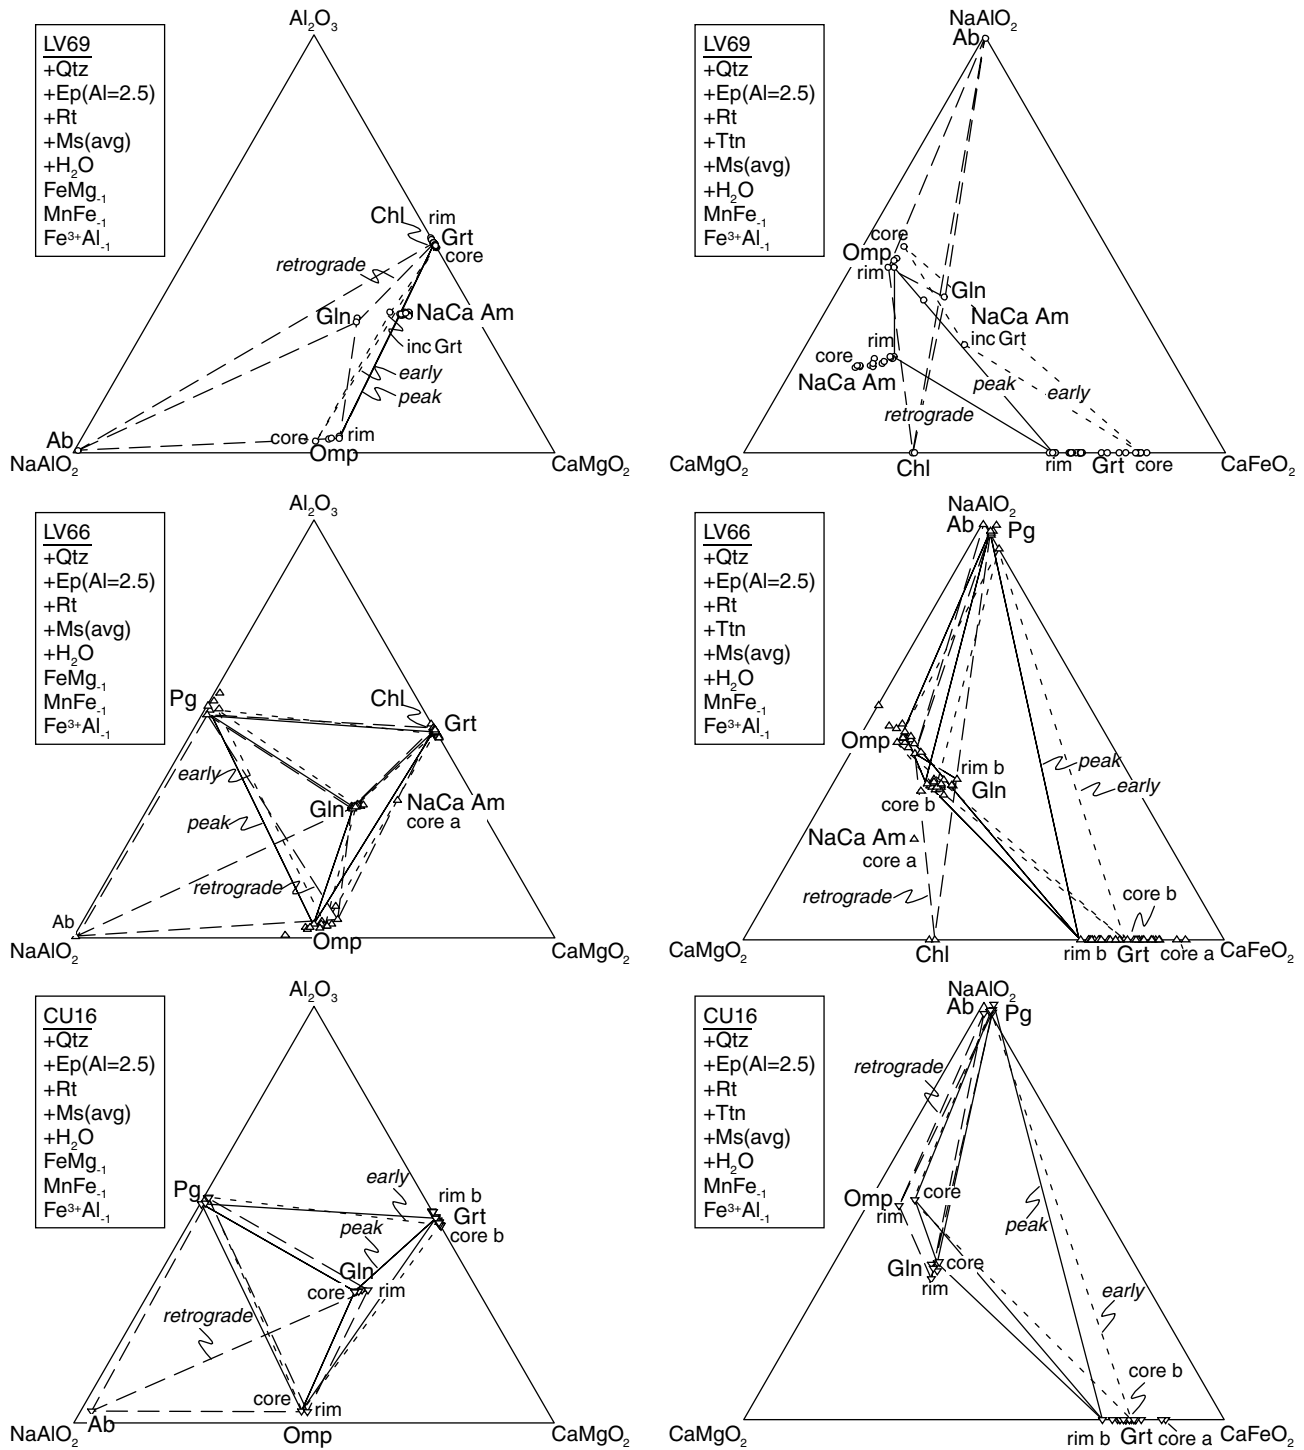 Al₂O₃
LV69
+Qtz
+Ep(Al=2.5)
+Rt
+Ms(avg)
+H₂O
FeMg₋₁
MnFe₋₁
Fe³⁺Al₋₁
Chl
rim
Grt
core
retrograde
Gln
NaCa Am
inc Grt
early
peak
Ab
core
rim
Omp
NaAlO₂
CaMgO₂
NaAlO₂
Ab
LV69
+Qtz
+Ep(Al=2.5)
+Rt
+Ttn
+Ms(avg)
+H₂O
MnFe₋₁
Fe³⁺Al₋₁
core
Omp
rim
Gln
NaCa Am
inc Grt
rim
core
NaCa Am
peak
early
retrograde
CaMgO₂
Chl
rim
Grt
core
CaFeO₂
Al₂O₃
LV66
+Qtz
+Ep(Al=2.5)
+Rt
+Ms(avg)
+H₂O
FeMg₋₁
MnFe₋₁
Fe³⁺Al₋₁
Pg
Chl
Grt
early
Gln
NaCa Am
core a
peak
retrograde
Ab
NaAlO₂
Omp
CaMgO₂
NaAlO₂
Ab
Pg
LV66
+Qtz
+Ep(Al=2.5)
+Rt
+Ttn
+Ms(avg)
+H₂O
MnFe₋₁
Fe³⁺Al₋₁
Omp
rim b
Gln
core b
peak
early
NaCa Am
core a
retrograde
core b
CaMgO₂
Chl
rim b
Grt
core a
CaFeO₂
Al₂O₃
CU16
+Qtz
+Ep(Al=2.5)
+Rt
+Ms(avg)
+H₂O
FeMg₋₁
MnFe₋₁
Fe³⁺Al₋₁
Pg
early
rim b
Grt
core b
peak
Gln
core
rim
retrograde
core
rim
Ab
NaAlO₂
Omp
CaMgO₂
NaAlO₂
Ab
Pg
CU16
+Qtz
+Ep(Al=2.5)
+Rt
+Ttn
+Ms(avg)
+H₂O
MnFe₋₁
Fe³⁺Al₋₁
retrograde
Omp
core
rim
peak
Gln
core
rim
early
core b
CaMgO₂
rim b
Grt
core a
CaFeO₂